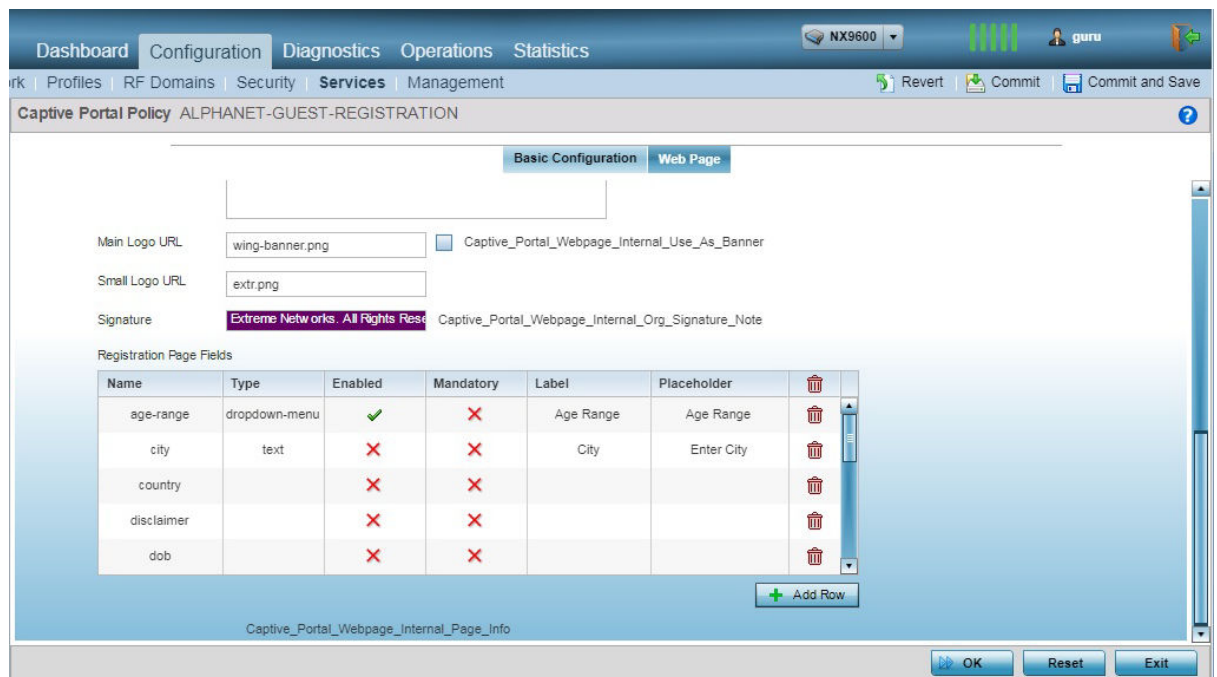 NX9600
guru
Dashboard Configuration Diagnostics Operations Statistics
Profiles RF Domains Security Services Management Revert Commit Commit and Save
Captive Portal Policy ALPHANET-GUEST-REGISTRATION
Basic Configuration Web Page
Main Logo URL wing-banner.png Captive_Portal_Webpage_Internal_Use_As_Banner
Small Logo URL extr.png
Signature Extreme Networks. All Rights Rese Captive_Portal_Webpage_Internal_Org_Signature_Note
Registration Page Fields
Name Type Enabled Mandatory Label Placeholder
age-range dropdown-menu Age Range Age Range
city text City Enter City
country
disclaimer
dob
Add Row
Captive_Portal_Webpage_Internal_Page_Info
OK Reset Exit